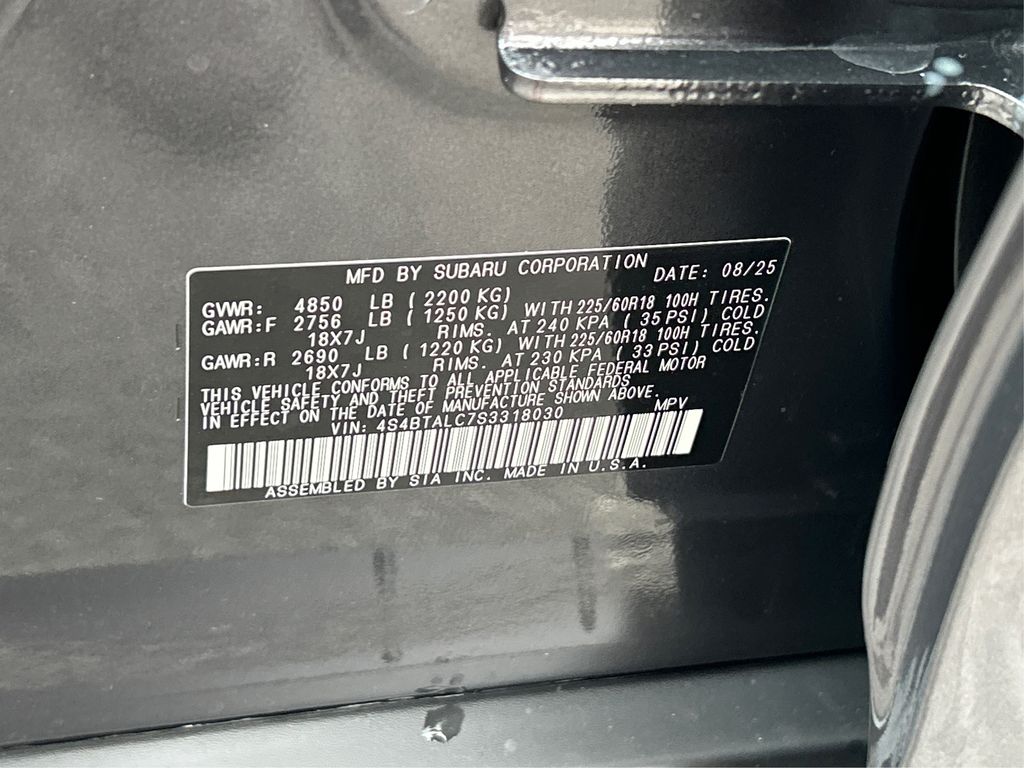 MFD BY SUBARU CORPORATION DATE: 08/25
GVWR: 4850 LB ( 2200 KG)
GAWR:F 2756 LB ( 1250 KG) WITH 225/60R18 100H TIRES.
18X7J RIMS. AT 240 KPA ( 35 PSI) COLD
GAWR:R 2690 LB ( 1220 KG) WITH 225/60R18 100H TIRES.
18X7J RIMS. AT 230 KPA ( 33 PSI) COLD
THIS VEHICLE CONFORMS TO ALL APPLICABLE FEDERAL MOTOR
VEHICLE SAFETY AND THEFT PREVENTION STANDARDS
IN EFFECT ON THE DATE OF MANUFACTURE SHOWN ABOVE.
VIN: 4S4BTALC7S3318030 MPV
ASSEMBLED BY SIA INC. MADE IN U.S.A.